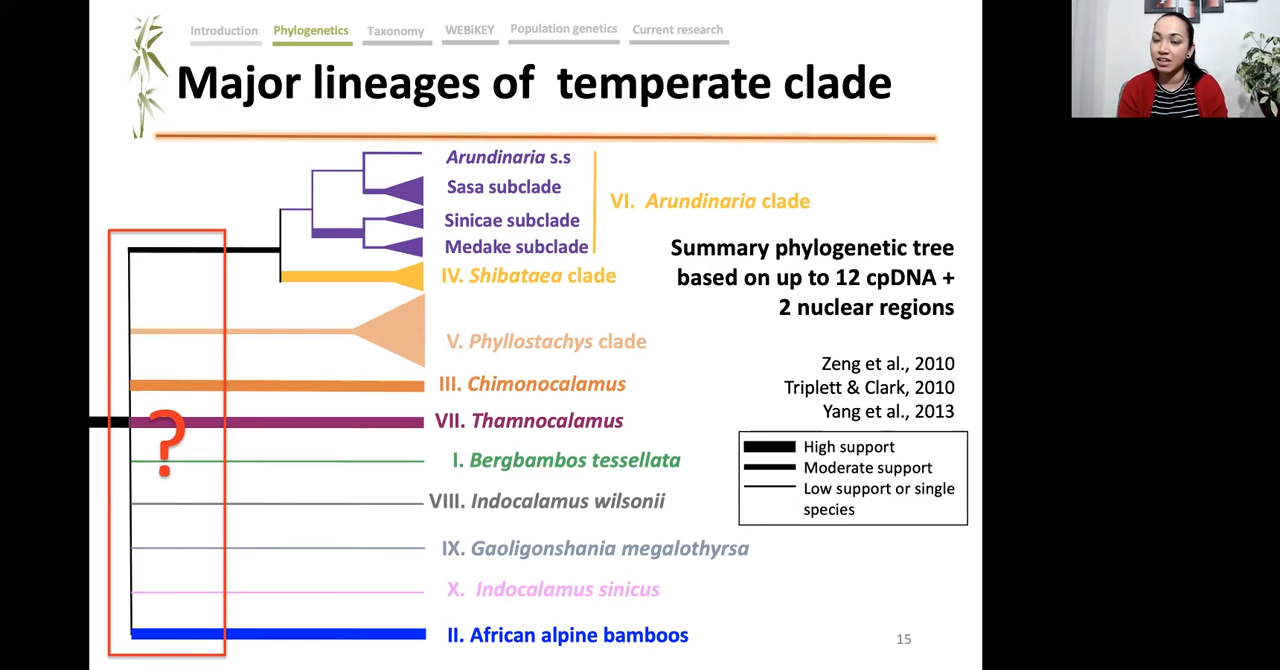 Introduction Phylogenetics Taxonomy WEBiKEY Population genetics Current research
Major lineages of temperate clade
Arundinaria s.s
Sasa subclade
Sinicae subclade
Medake subclade
VI. Arundinaria clade
IV. Shibataea clade
V. Phyllostachys clade
III. Chimonocalamus
VII. Thamnocalamus
I. Bergbambos tessellata
VIII. Indocalamus wilsonii
IX. Gaoligonshania megalothyrsa
X. Indocalamus sinicus
II. African alpine bamboos
?
Summary phylogenetic tree
based on up to 12 cpDNA +
2 nuclear regions
Zeng et al., 2010
Triplett & Clark, 2010
Yang et al., 2013
High support
Moderate support
Low support or single
species
15